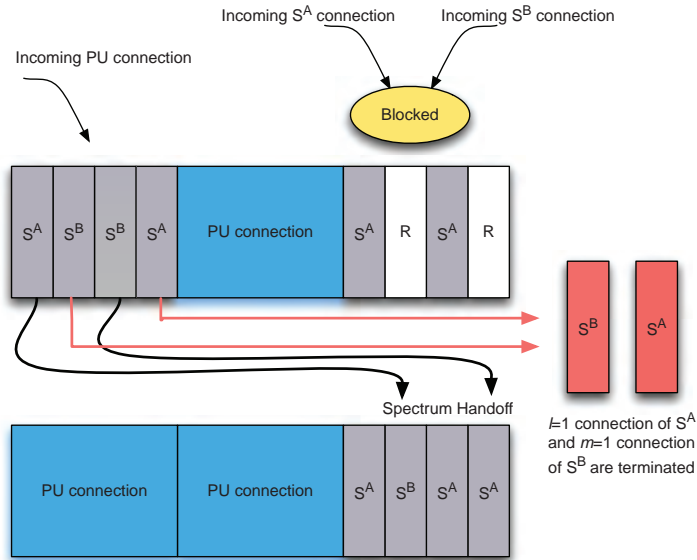 Incoming S^A connection
Incoming S^B connection
Incoming PU connection
Blocked
S^A
S^B
S^B
S^A
PU connection
S^A
R
S^A
R
S^B
S^A
Spectrum Handoff
l=1 connection of S^A
and m=1 connection
of S^B are terminated
PU connection
PU connection
S^A
S^B
S^A
S^A